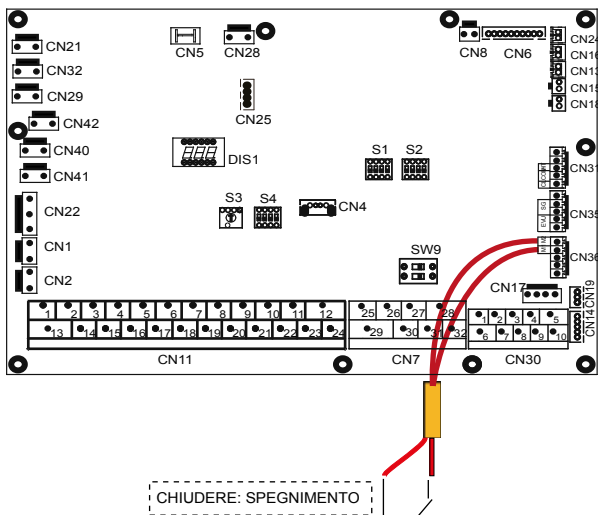 CN21
CN5
CN28
CN8
CN6
CN24
CN32
CN16
CN13
CN29
CN15
CN18
CN25
CN42
CN40
DIS1
S1 S2
CN31
CN41
S3 S4
CN4
CN22
EVU SG
CN35
M1 M2
CN36
CN1
SW9
CN2
CN17
CN19
1 2 3 4 5 6 7 8 9 10 11 12
25 26 27 28
1 2 3 4 5
CN14
13 14 15 16 17 18 19 20 21 22 23 24
29 30 31 32
6 7 8 9 10
CN11
CN7
CN30
CHIUDERE: SPEGNIMENTO